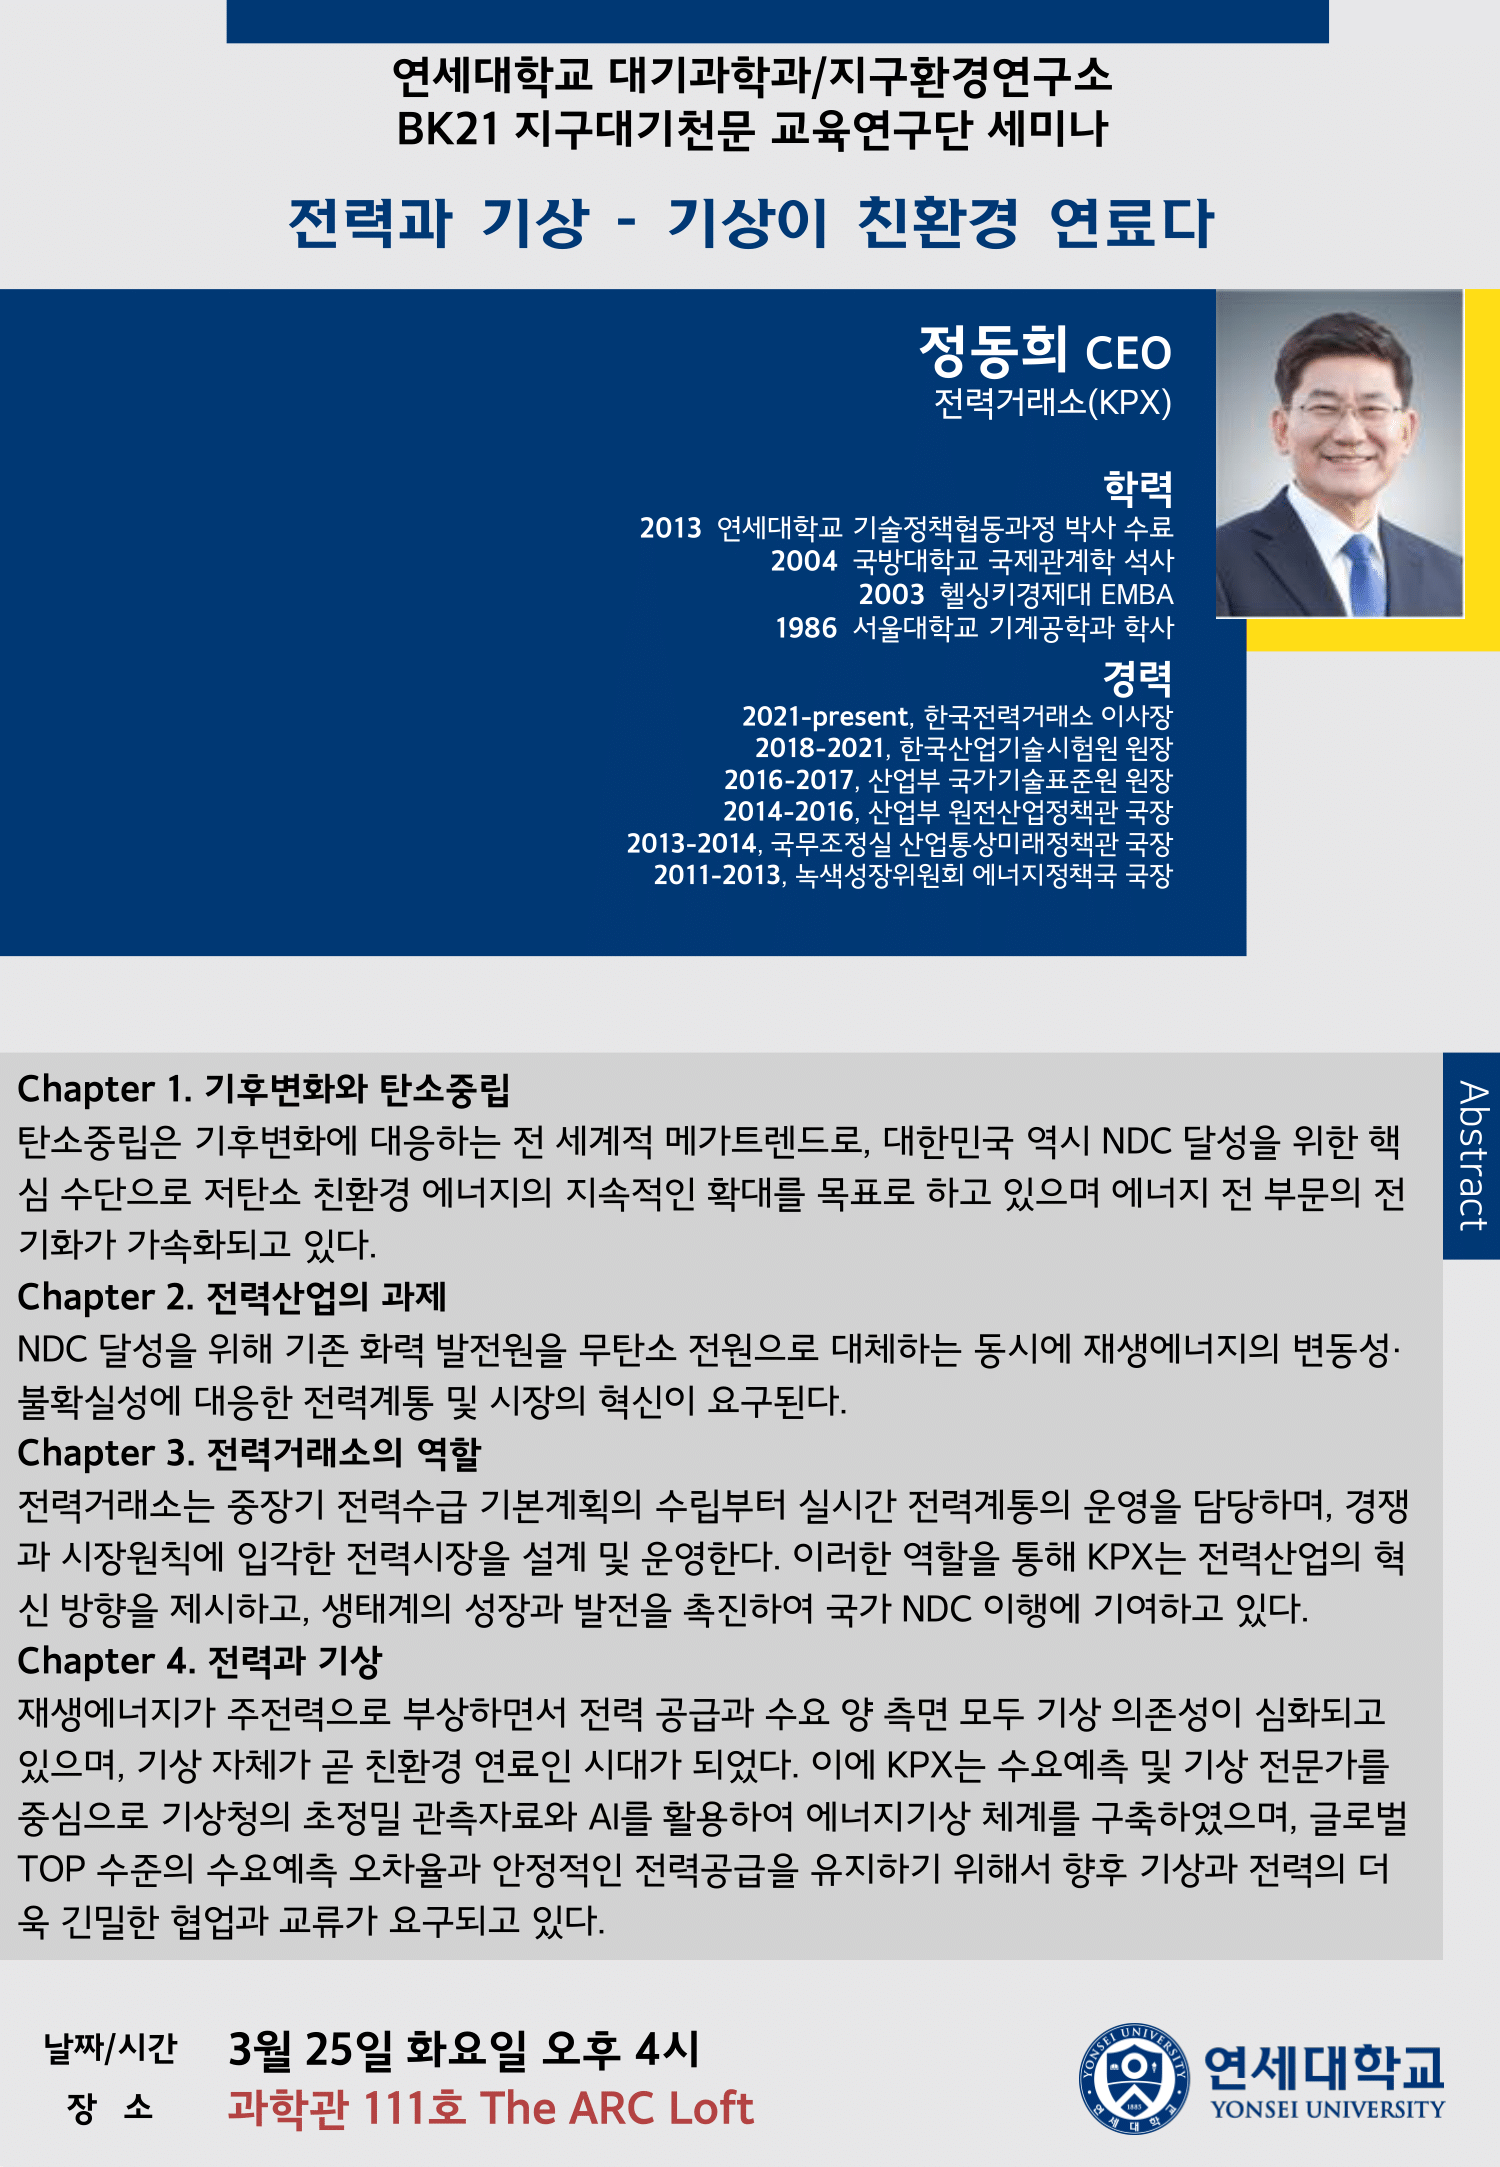 연세대학교 대기과학과/지구환경연구소
BK21 지구대기천문 교육연구단 세미나
전력과 기상 - 기상이 친환경 연료다
정동희 CEO
전력거래소(KPX)
학력
2013 연세대학교 기술정책협동과정 박사 수료
2004 국방대학교 국제관계학 석사
2003 헬싱키경제대 EMBA
1986 서울대학교 기계공학과 학사
경력
2021-present, 한국전력거래소 이사장
2018-2021, 한국산업기술시험원 원장
2016-2017, 산업부 국가기술표준원 원장
2014-2016, 산업부 원전산업정책관 국장
2013-2014, 국무조정실 산업통상미래정책관 국장
2011-2013, 녹색성장위원회 에너지정책국 국장
Abstract
Chapter 1. 기후변화와 탄소중립
탄소중립은 기후변화에 대응하는 전 세계적 메가트렌드로, 대한민국 역시 NDC 달성을 위한 핵
심 수단으로 저탄소 친환경 에너지의 지속적인 확대를 목표로 하고 있으며 에너지 전 부문의 전
기화가 가속화되고 있다.
Chapter 2. 전력산업의 과제
NDC 달성을 위해 기존 화력 발전원을 무탄소 전원으로 대체하는 동시에 재생에너지의 변동성·
불확실성에 대응한 전력계통 및 시장의 혁신이 요구된다.
Chapter 3. 전력거래소의 역할
전력거래소는 중장기 전력수급 기본계획의 수립부터 실시간 전력계통의 운영을 담당하며, 경쟁
과 시장원칙에 입각한 전력시장을 설계 및 운영한다. 이러한 역할을 통해 KPX는 전력산업의 혁
신 방향을 제시하고, 생태계의 성장과 발전을 촉진하여 국가 NDC 이행에 기여하고 있다.
Chapter 4. 전력과 기상
재생에너지가 주전력으로 부상하면서 전력 공급과 수요 양 측면 모두 기상 의존성이 심화되고
있으며, 기상 자체가 곧 친환경 연료인 시대가 되었다. 이에 KPX는 수요예측 및 기상 전문가를
중심으로 기상청의 초정밀 관측자료와 AI를 활용하여 에너지기상 체계를 구축하였으며, 글로벌
TOP 수준의 수요예측 오차율과 안정적인 전력공급을 유지하기 위해서 향후 기상과 전력의 더
욱 긴밀한 협업과 교류가 요구되고 있다.
날짜/시간 3월 25일 화요일 오후 4시
장 소 과학관 111호 The ARC Loft
YONSEI UNIVERSITY
1885
연세대학교
연세대학교
YONSEI UNIVERSITY